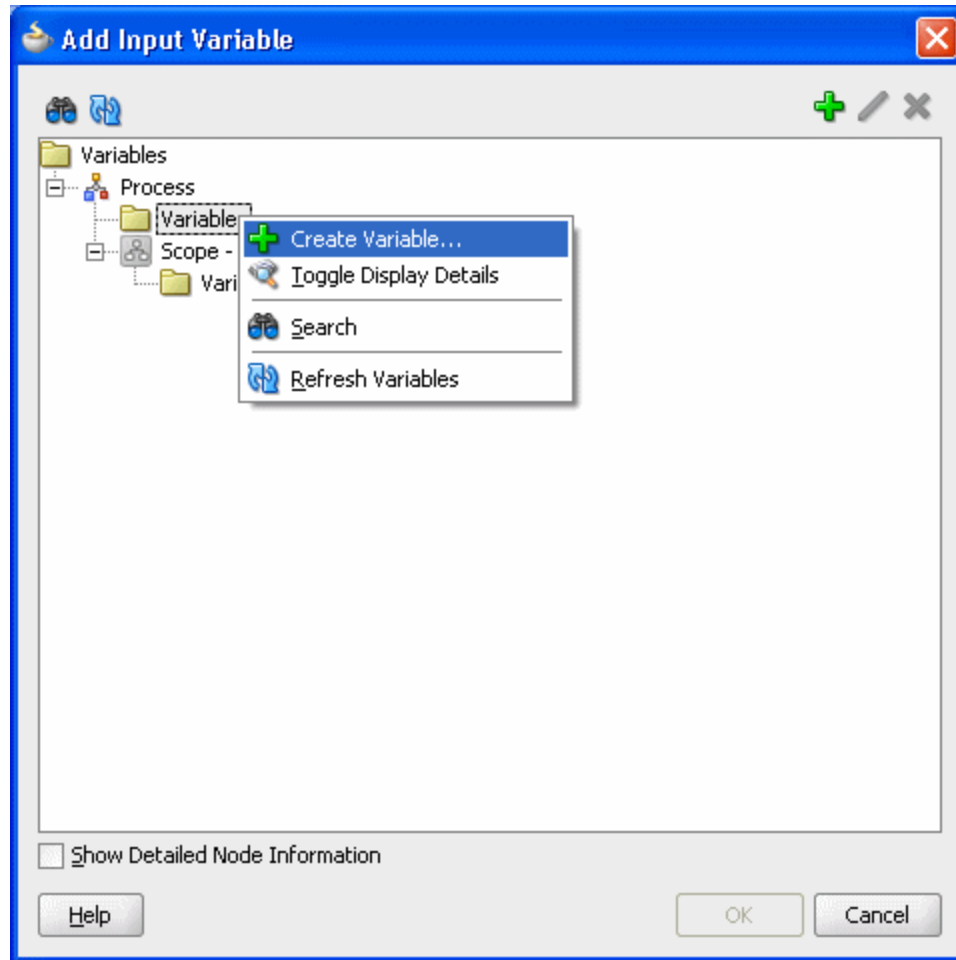 Add Input Variable
Variables
Process
Variable
Create Variable...
Scope -
Toggle Display Details
Vari
Search
Refresh Variables
Show Detailed Node Information
Help
OK
Cancel